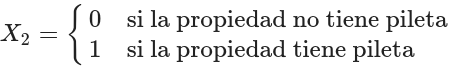 X₂ = { 0 si la propiedad no tiene pileta
1 si la propiedad tiene pileta